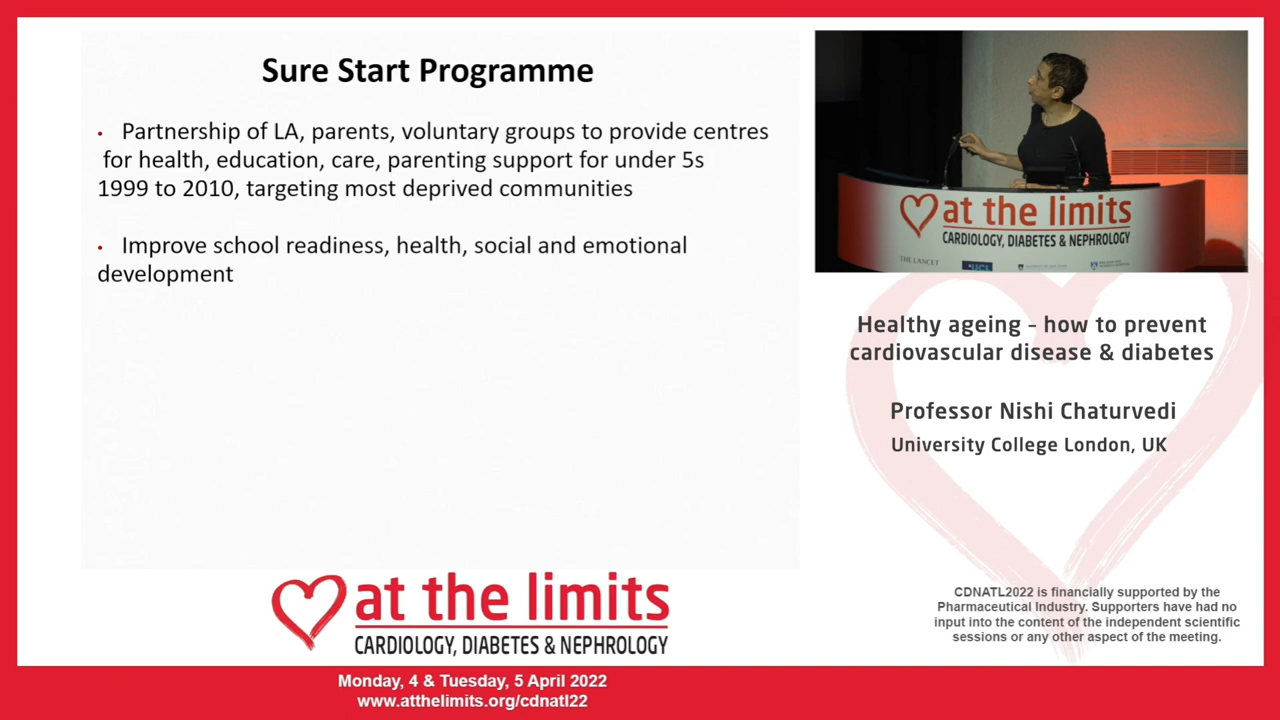 Sure Start Programme
• Partnership of LA, parents, voluntary groups to provide centres
for health, education, care, parenting support for under 5s
1999 to 2010, targeting most deprived communities
• Improve school readiness, health, social and emotional
development
at the limits
CARDIOLOGY, DIABETES & NEPHROLOGY
THE LANCET
UCL
Healthy ageing – how to prevent
cardiovascular disease & diabetes
Professor Nishi Chaturvedi
University College London, UK
at the limits
CARDIOLOGY, DIABETES & NEPHROLOGY
CDNATL2022 is financially supported by the
Pharmaceutical Industry. Supporters have had no
input into the content of the independent scientific
sessions or any other aspect of the meeting.
Monday, 4 & Tuesday, 5 April 2022
www.atthelimits.org/cdnatl22